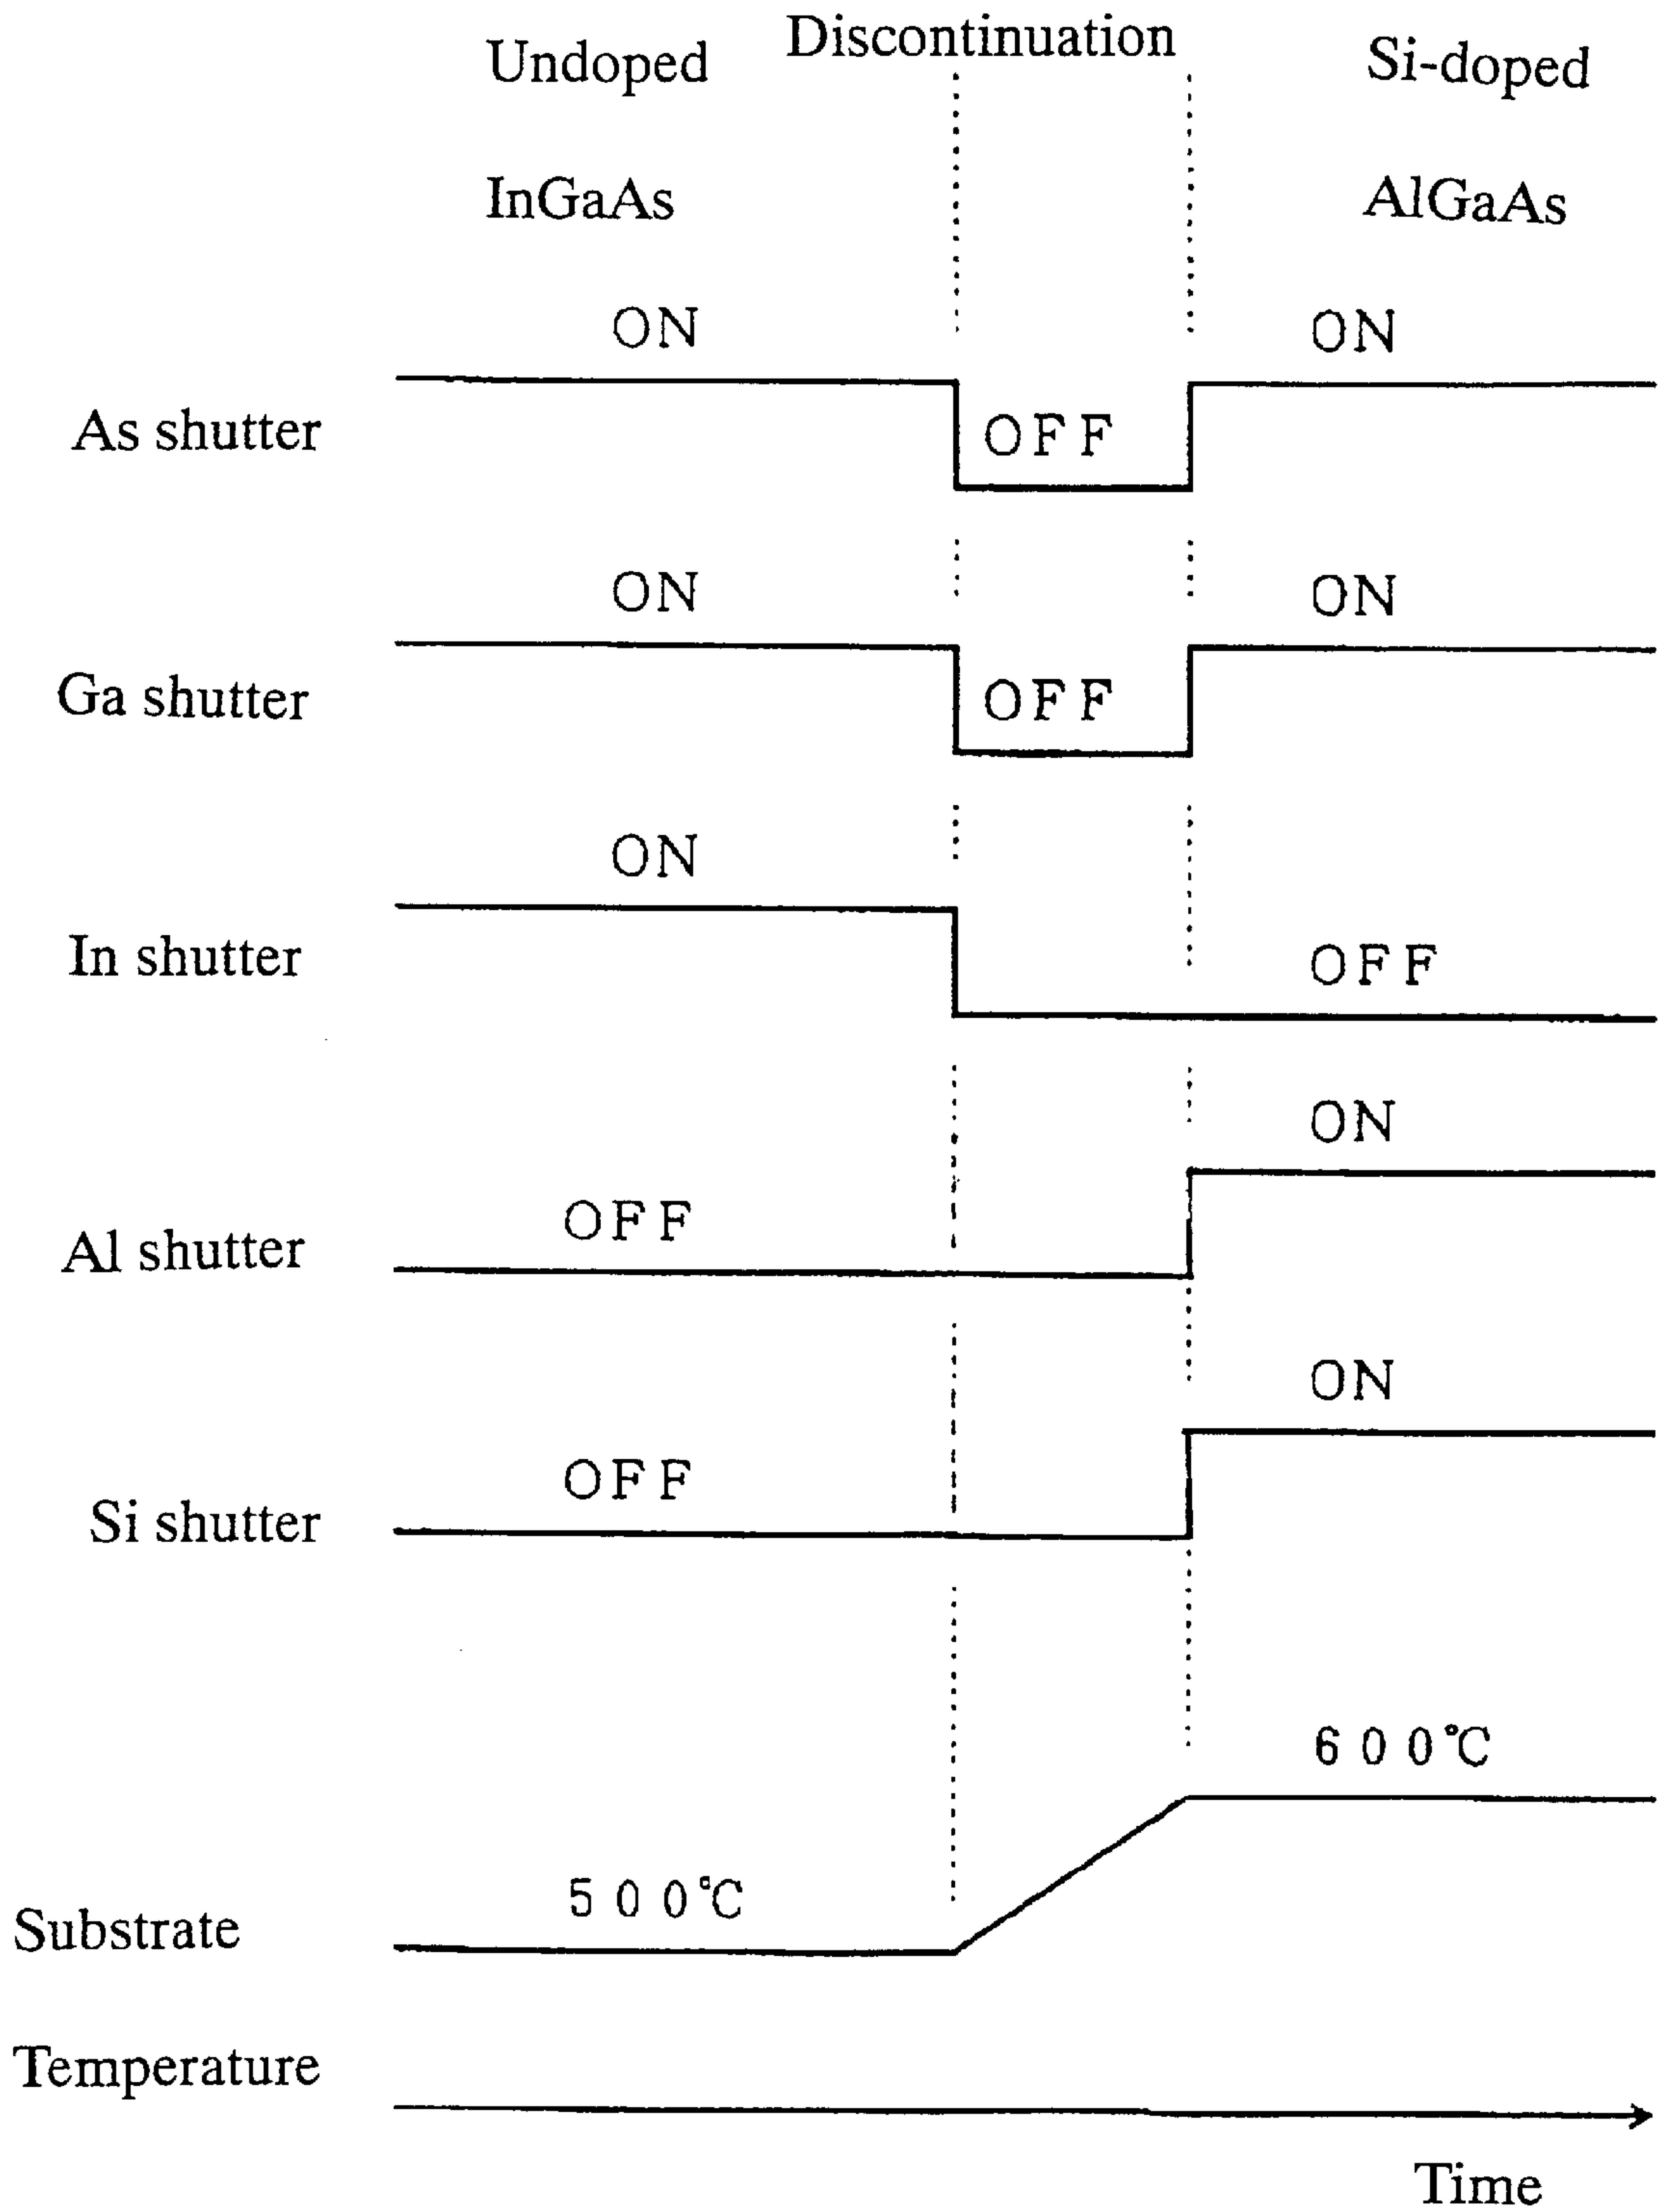 Undoped
Discontinuation
Si-doped
InGaAs
AlGaAs
ON
ON
As shutter
OFF
ON
ON
Ga shutter
OFF
ON
In shutter
OFF
ON
OFF
Al shutter
ON
OFF
Si shutter
600℃
500℃
Substrate
Temperature
Time